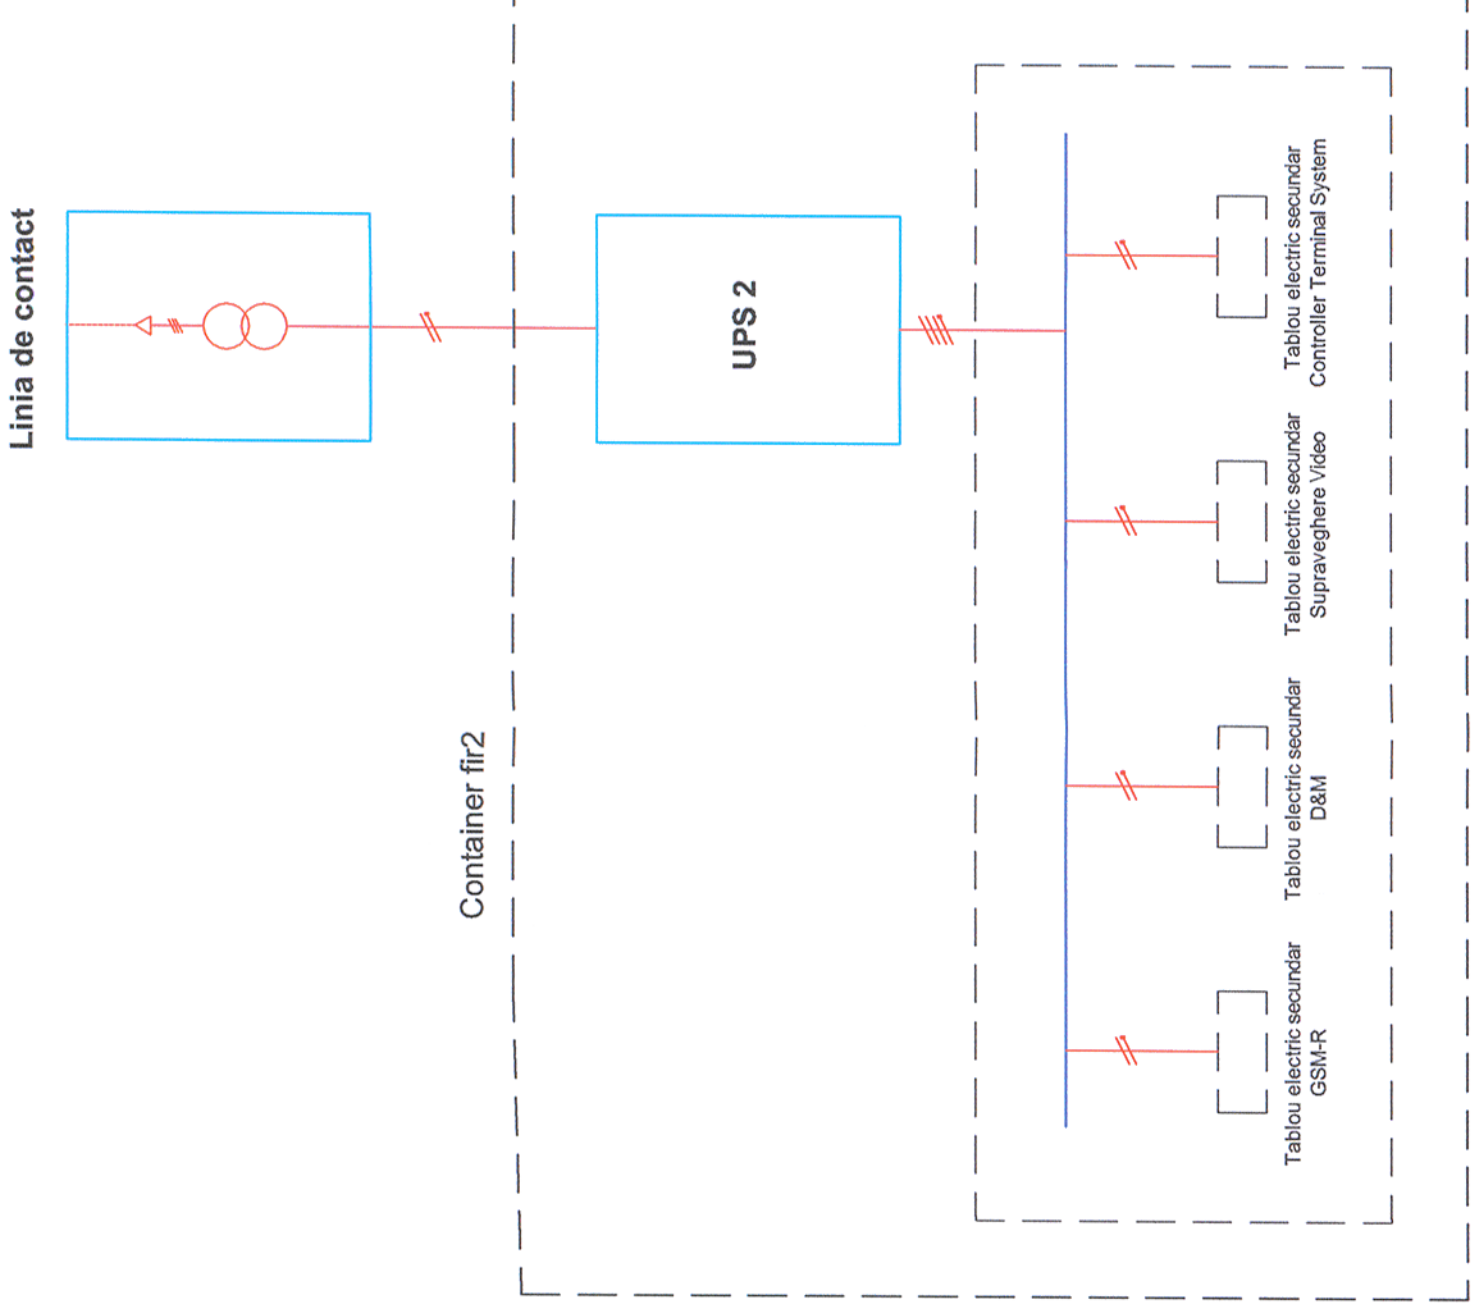 Linia de contact
Container fir2
UPS 2
Tablou electric secundar
GSM-R
Tablou electric secundar
D&M
Tablou electric secundar
Supraveghere Video
Tablou electric secundar
Controller Terminal System